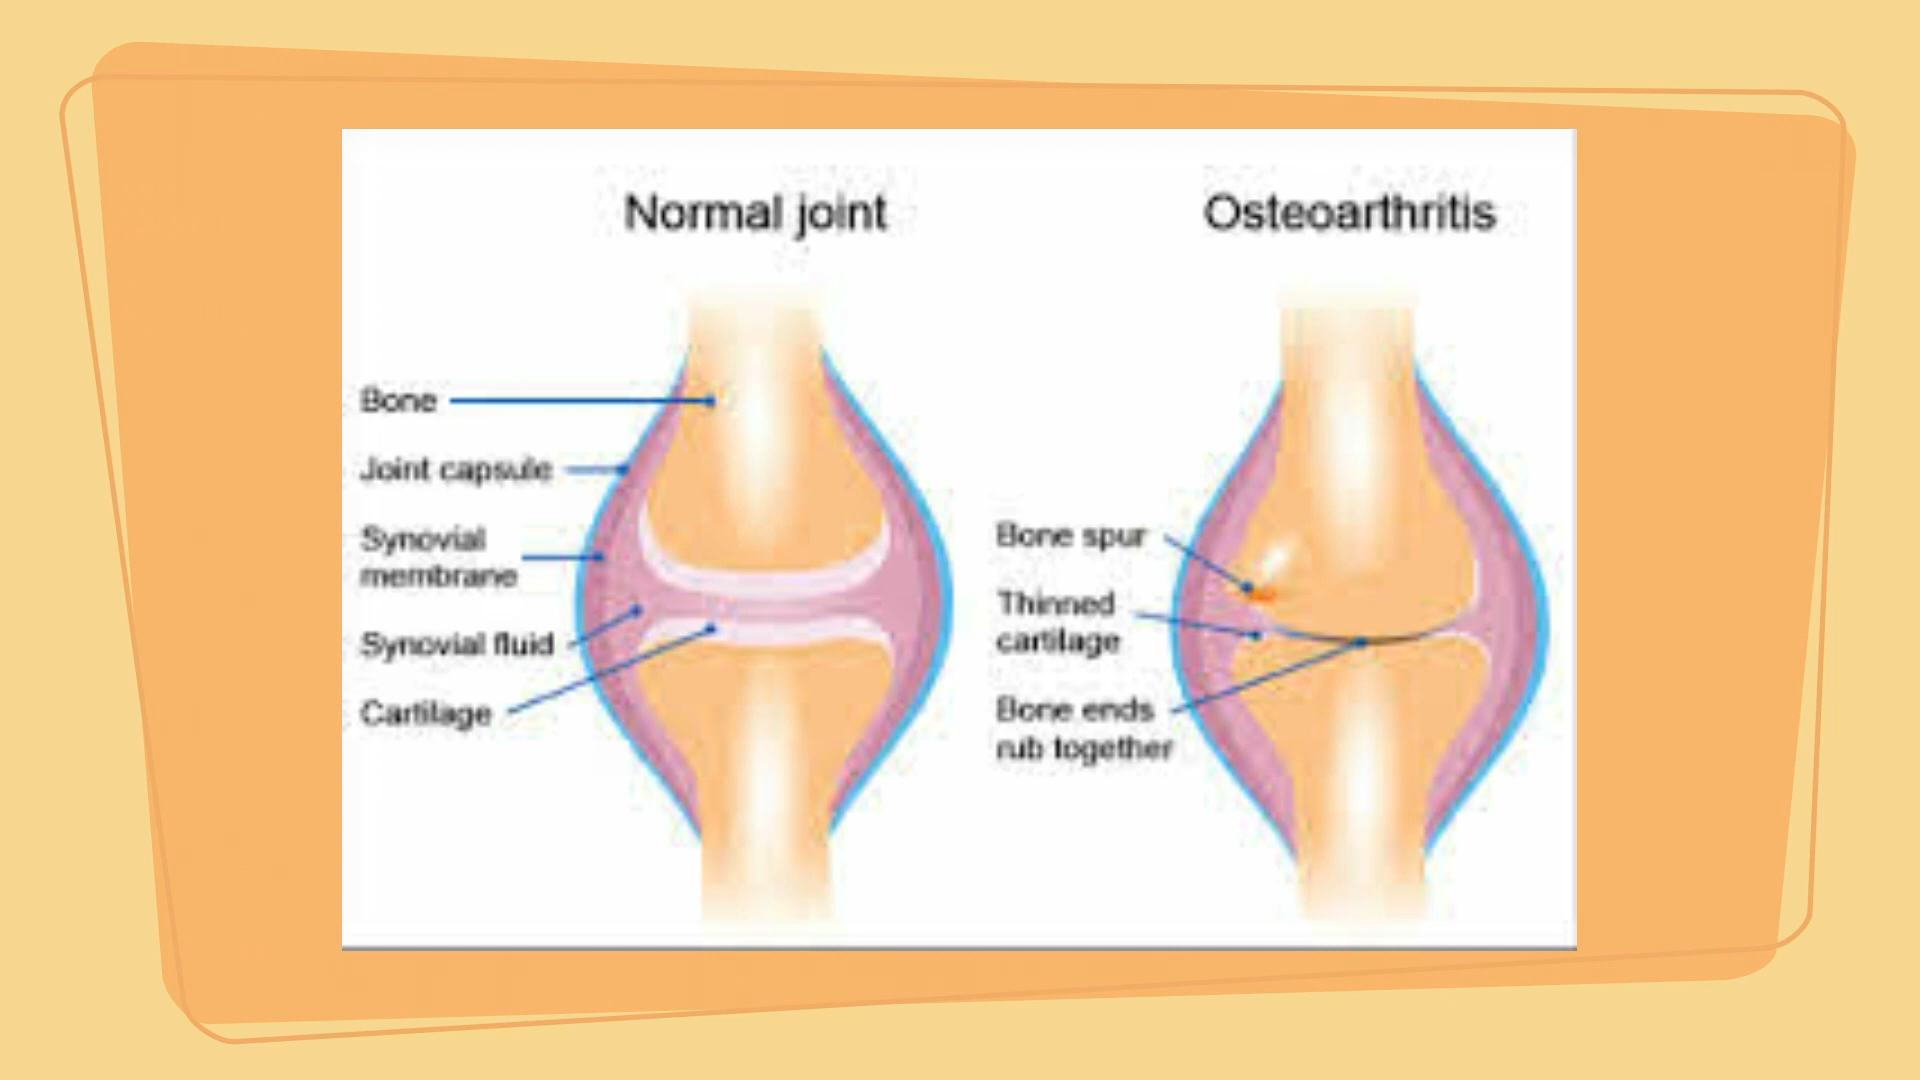 Normal joint
Bone
Joint capsule
Synovial
membrane
Synovial fluid
Cartilage
Osteoarthritis
Bone spur
Thinned
cartilage
Bone ends
rub together